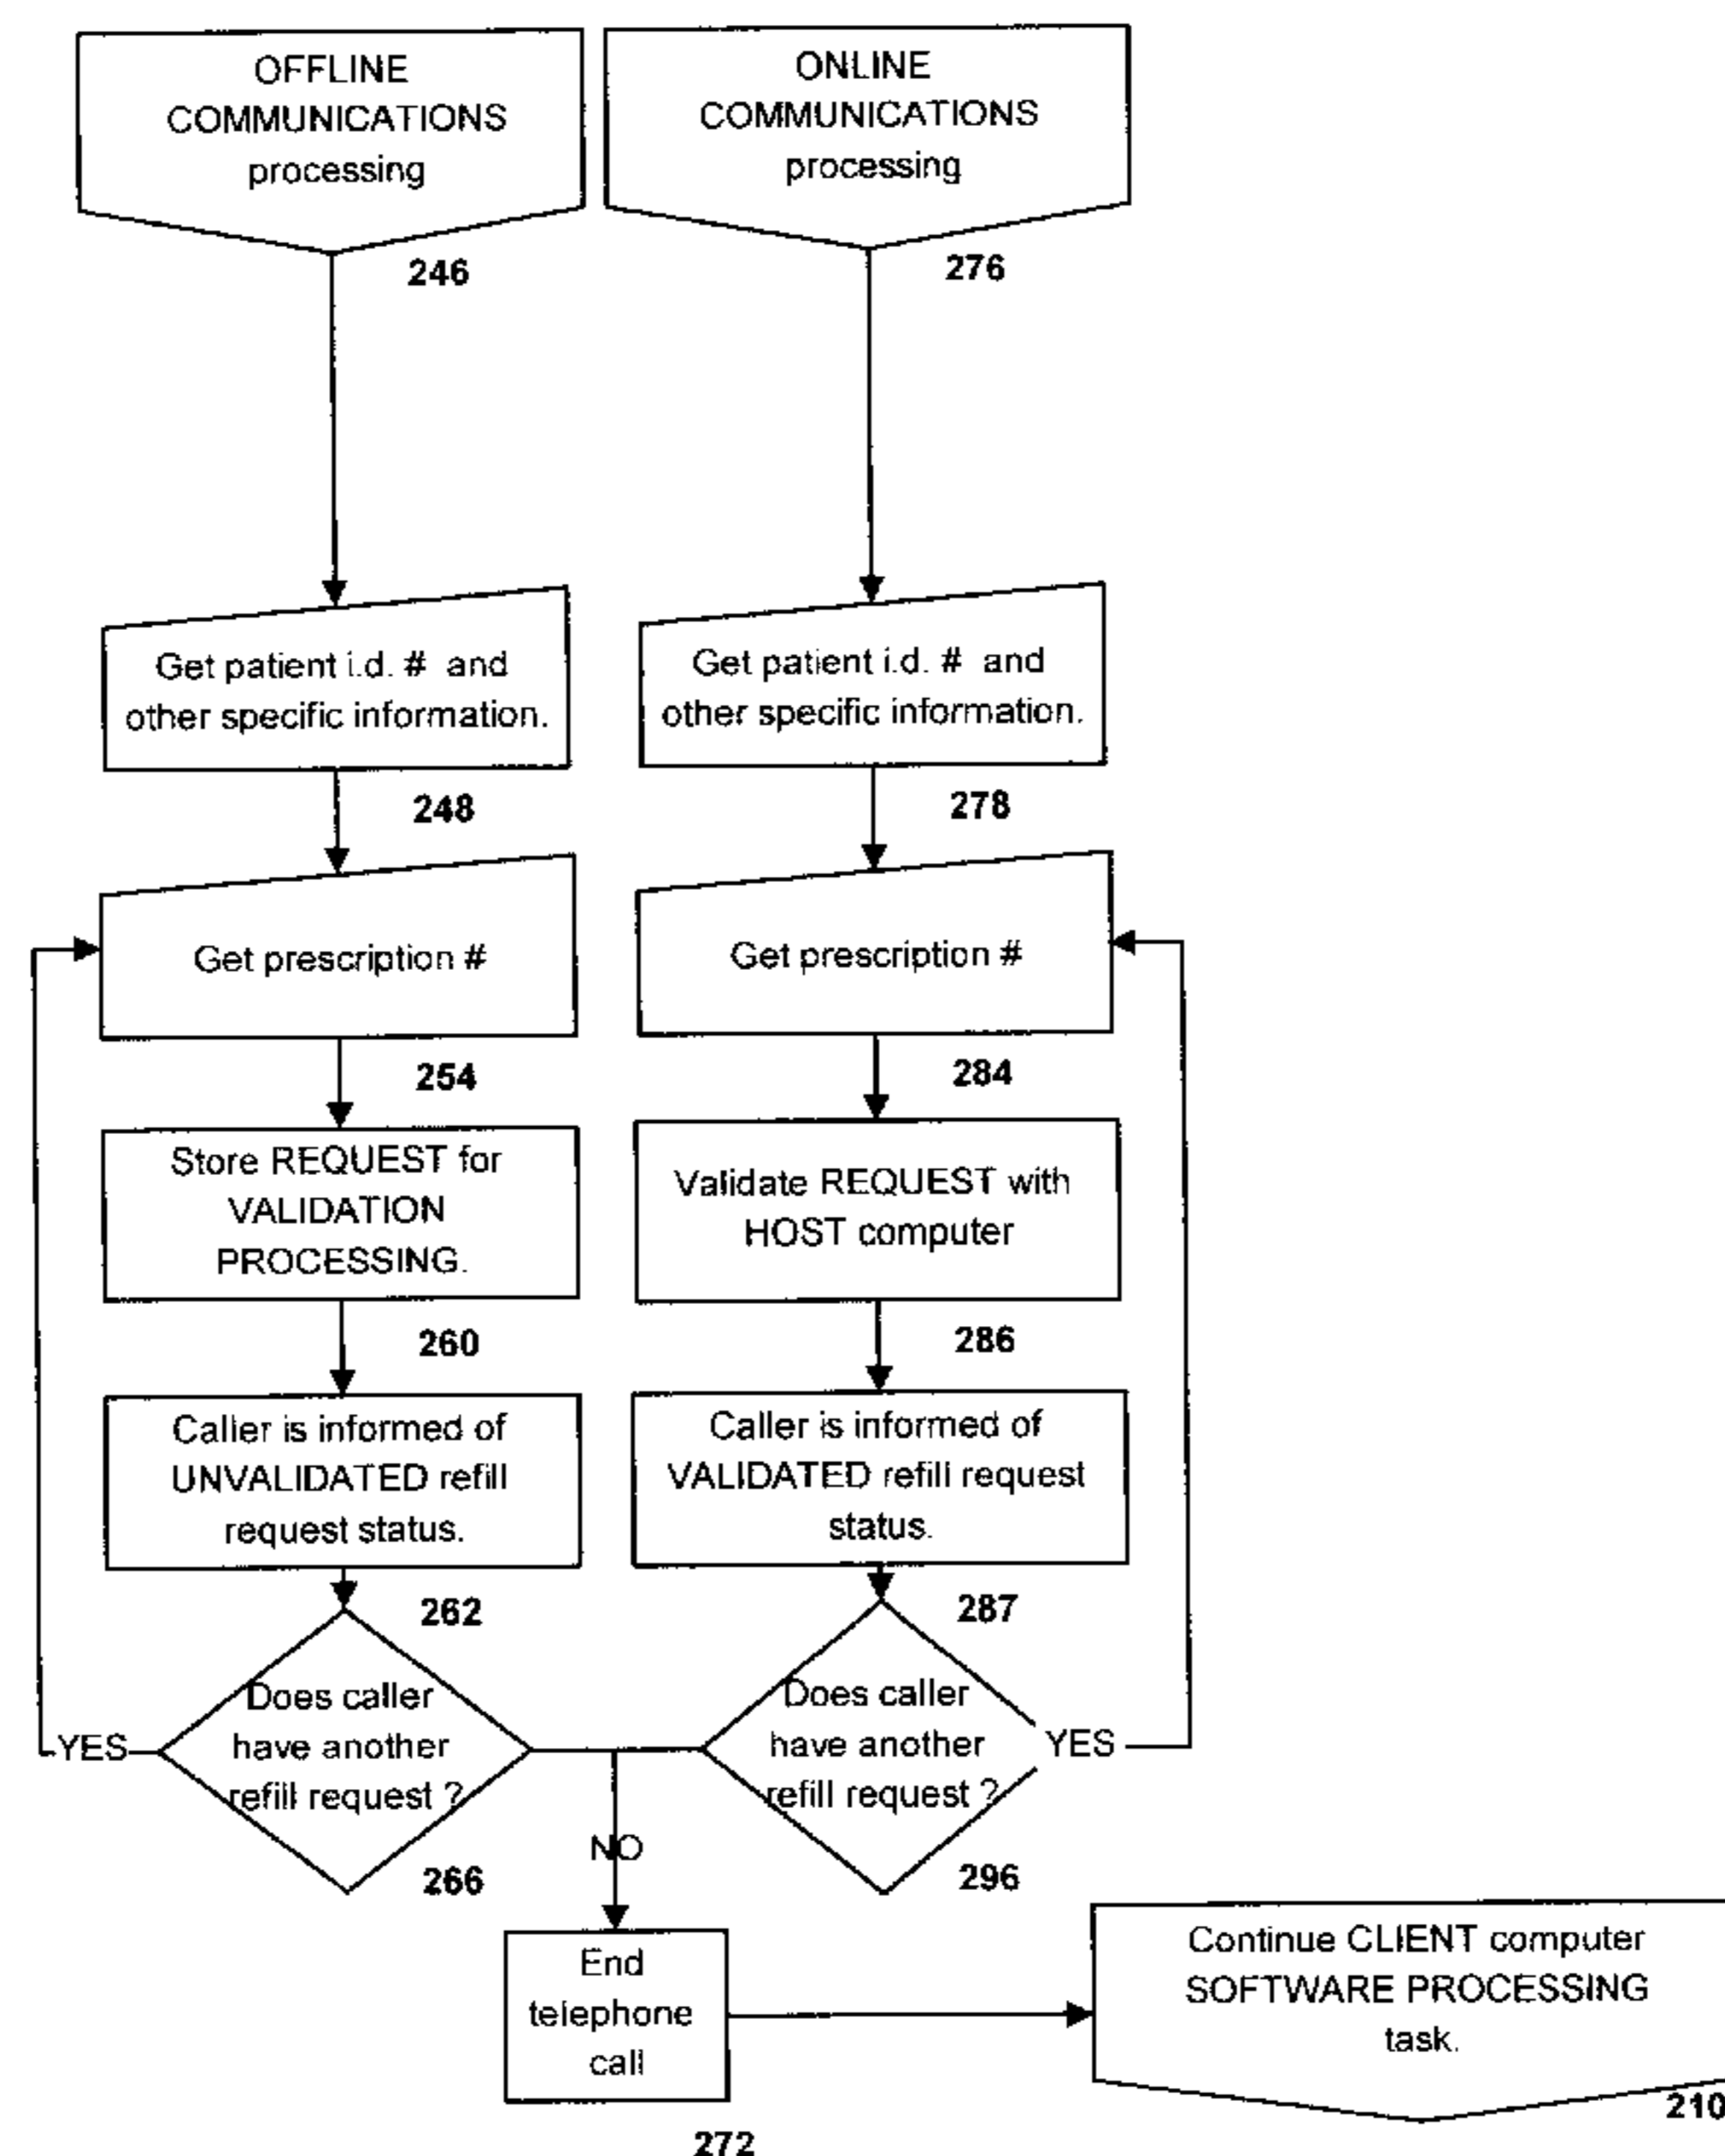 OFFLINE
COMMUNICATIONS
processing
246
ONLINE
COMMUNICATIONS
processing
276
Get patient i.d. # and
other specific information.
248
Get patient i.d. # and
other specific information.
278
Get prescription #
254
Get prescription #
284
Store REQUEST for
VALIDATION
PROCESSING.
260
Validate REQUEST with
HOST computer
286
Caller is informed of
UNVALIDATED refill
request status.
262
Caller is informed of
VALIDATED refill request
status.
287
YES
Does caller
have another
refill request ?
266
Does caller
have another
refill request ?
YES
296
NO
End
telephone
call
272
Continue CLIENT computer
SOFTWARE PROCESSING
task.
210